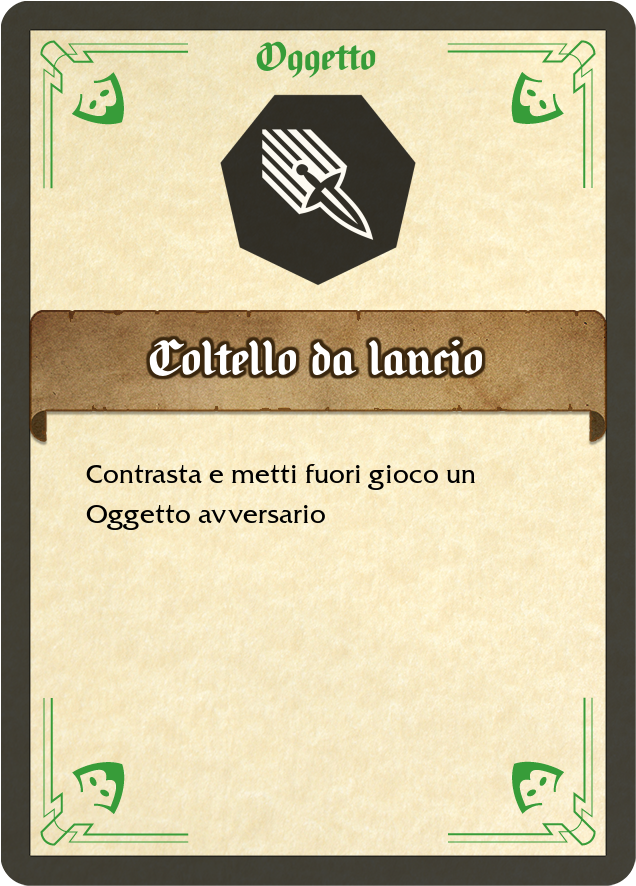 Oggetto
Coltello da lancio
Contrasta e metti fuori gioco un
Oggetto avversario